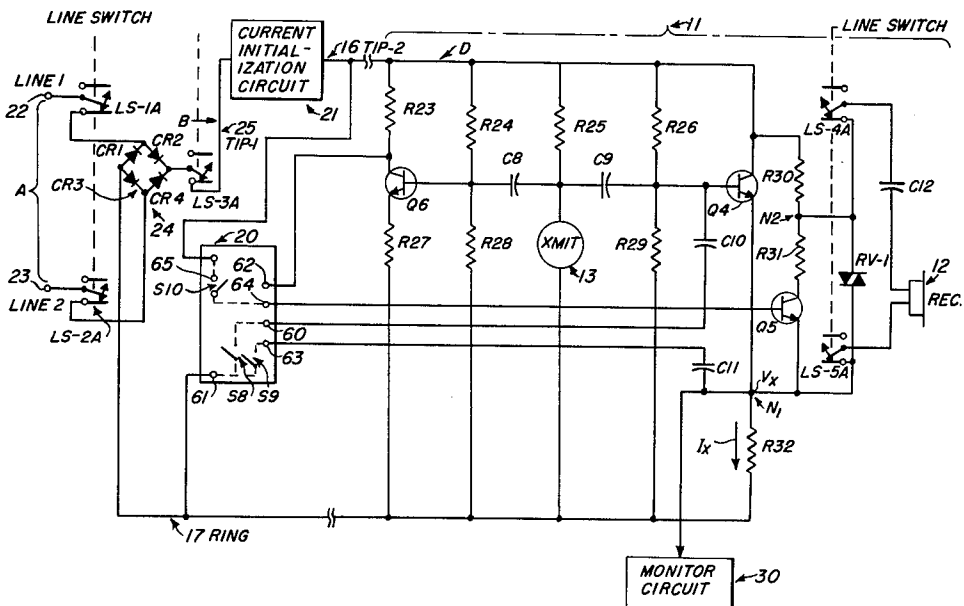 LINE SWITCH
LINE 1
22
LS-1A
A
CR1
CR2
CR3
CR4
24
23
LINE 2
LS-2A
B
25
TIP-1
LS-3A
CURRENT
INITIAL-
IZATION
CIRCUIT
21
16 TIP-2
D
11
LINE SWITCH
R23
R24
R25
R26
Q6
C8
C9
Q4
R27
R28
XMIT
13
R29
C10
R30
N2
R31
Q5
RV-1
LS-4A
C12
12
REC.
LS-5A
20
65
S10
62
64
60
63
61
S8
S9
C11
Vx
N1
Ix
R32
17 RING
MONITOR
CIRCUIT
30